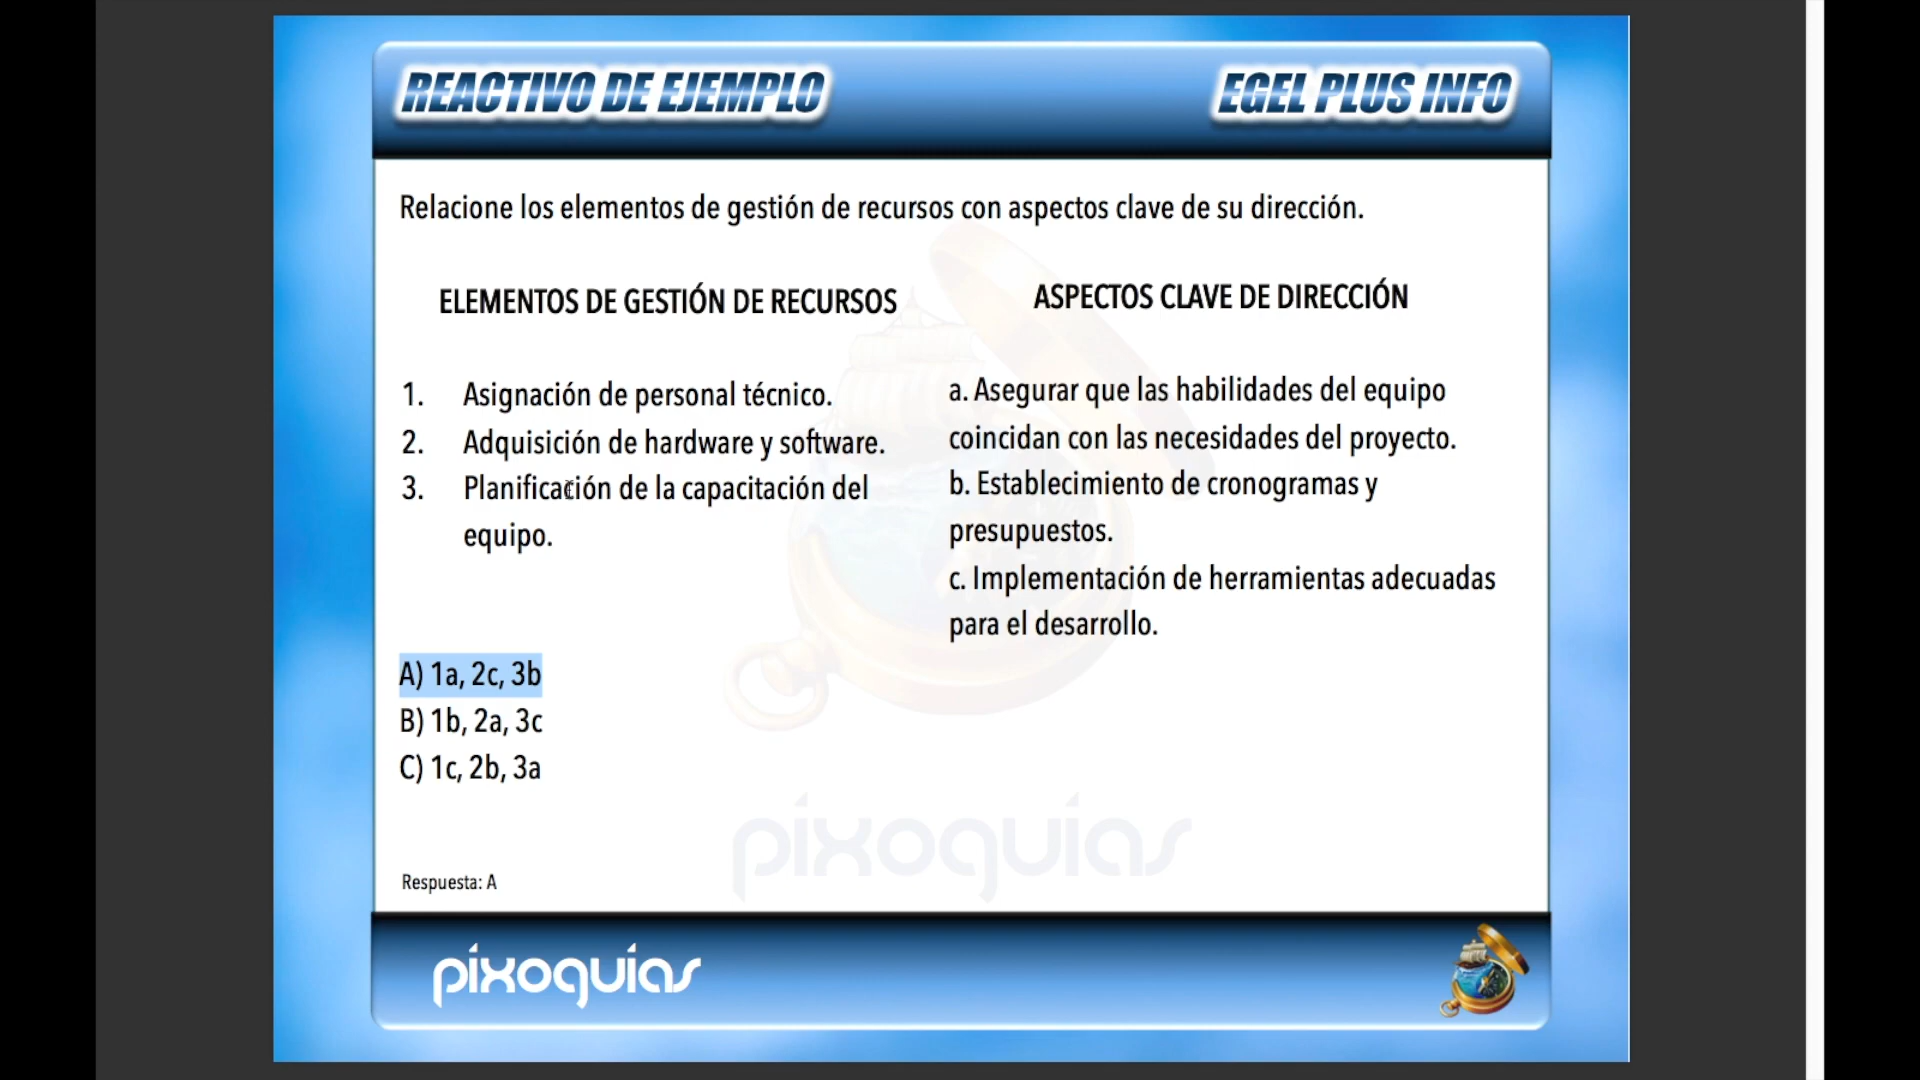 REACTIVO DE EJEMPLO
EGEL PLUS INFO
Relacione los elementos de gestión de recursos con aspectos clave de su dirección.
ELEMENTOS DE GESTIÓN DE RECURSOS
1. Asignación de personal técnico.
2. Adquisición de hardware y software.
3. Planificación de la capacitación del
equipo.
ASPECTOS CLAVE DE DIRECCIÓN
a. Asegurar que las habilidades del equipo
coincidan con las necesidades del proyecto.
b. Establecimiento de cronogramas y
presupuestos.
c. Implementación de herramientas adecuadas
para el desarrollo.
A) 1a, 2c, 3b
B) 1b, 2a, 3c
C) 1c, 2b, 3a
pixoguías
Respuesta: A
pixoguías